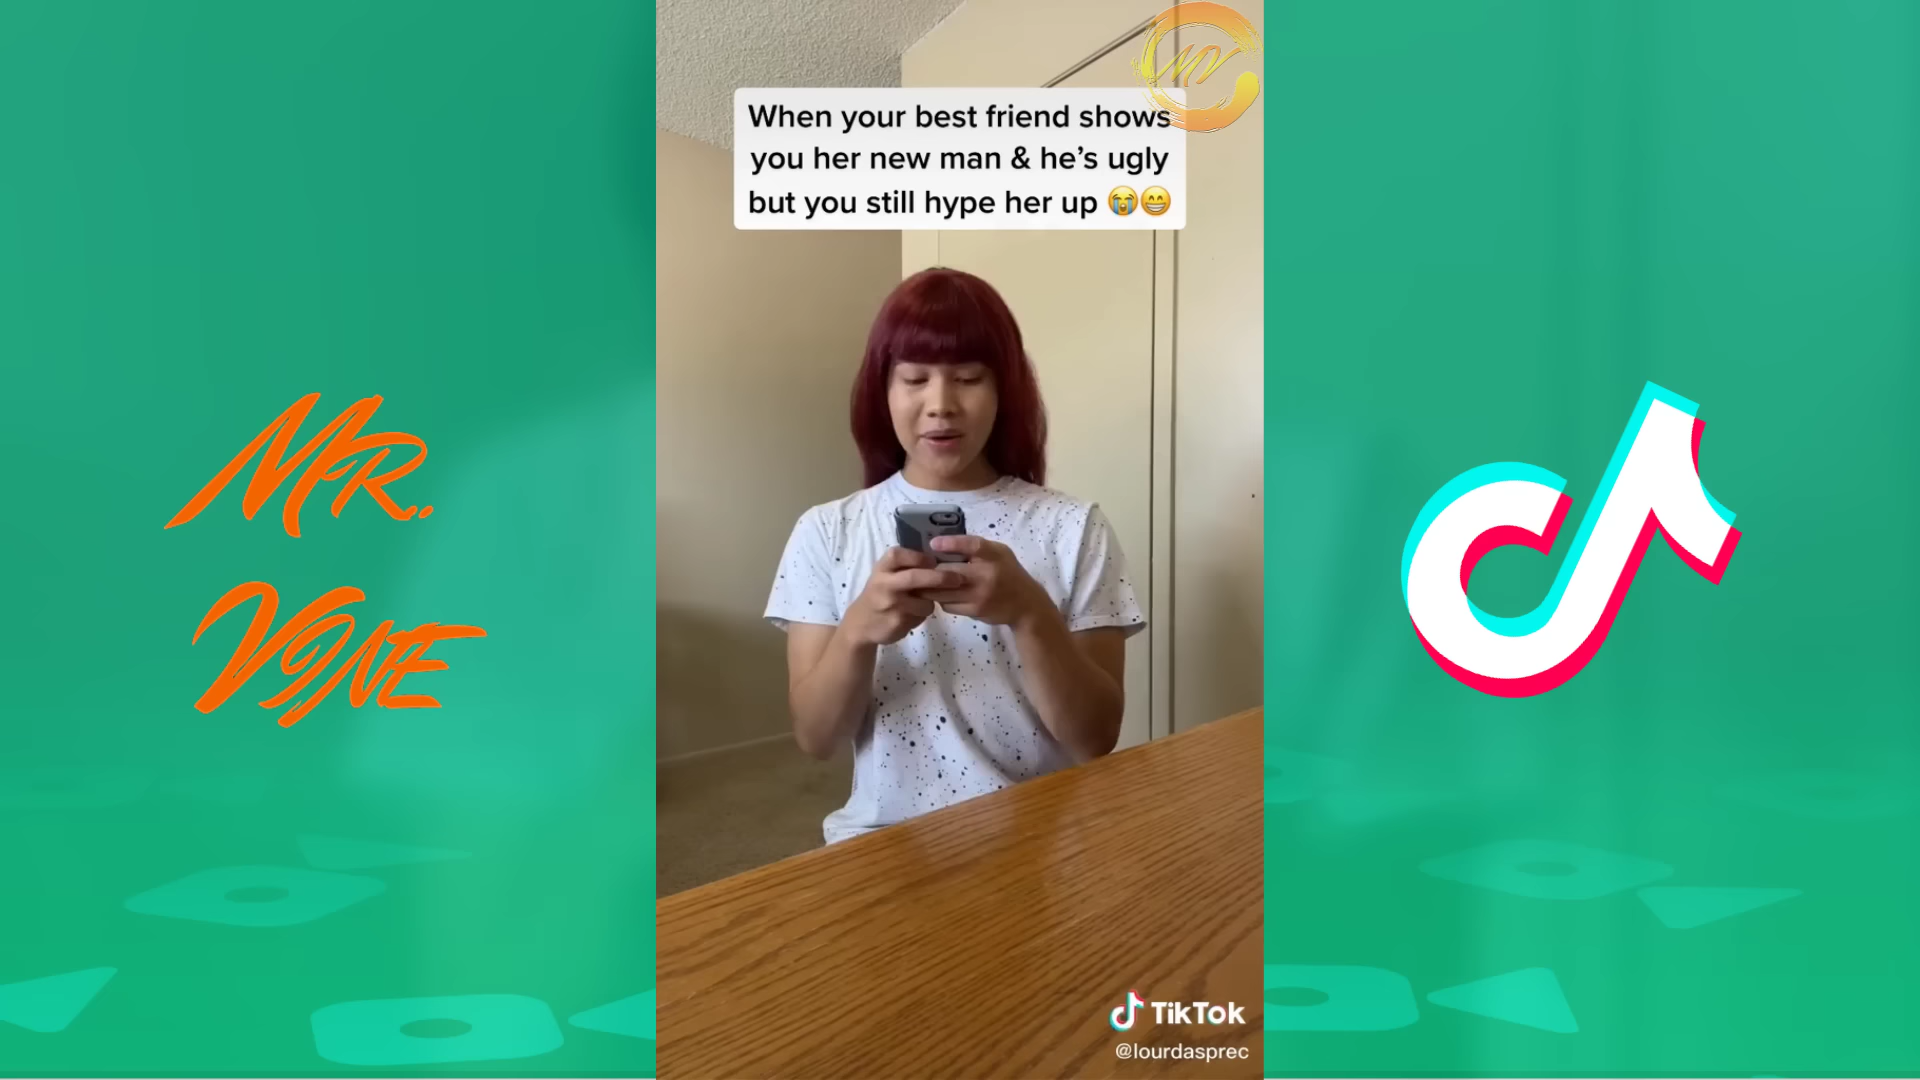 When your best friend shows
you her new man & he's ugly
but you still hype her up 😭😁
MR.
VINE
MV
TikTok
@lourdasprec